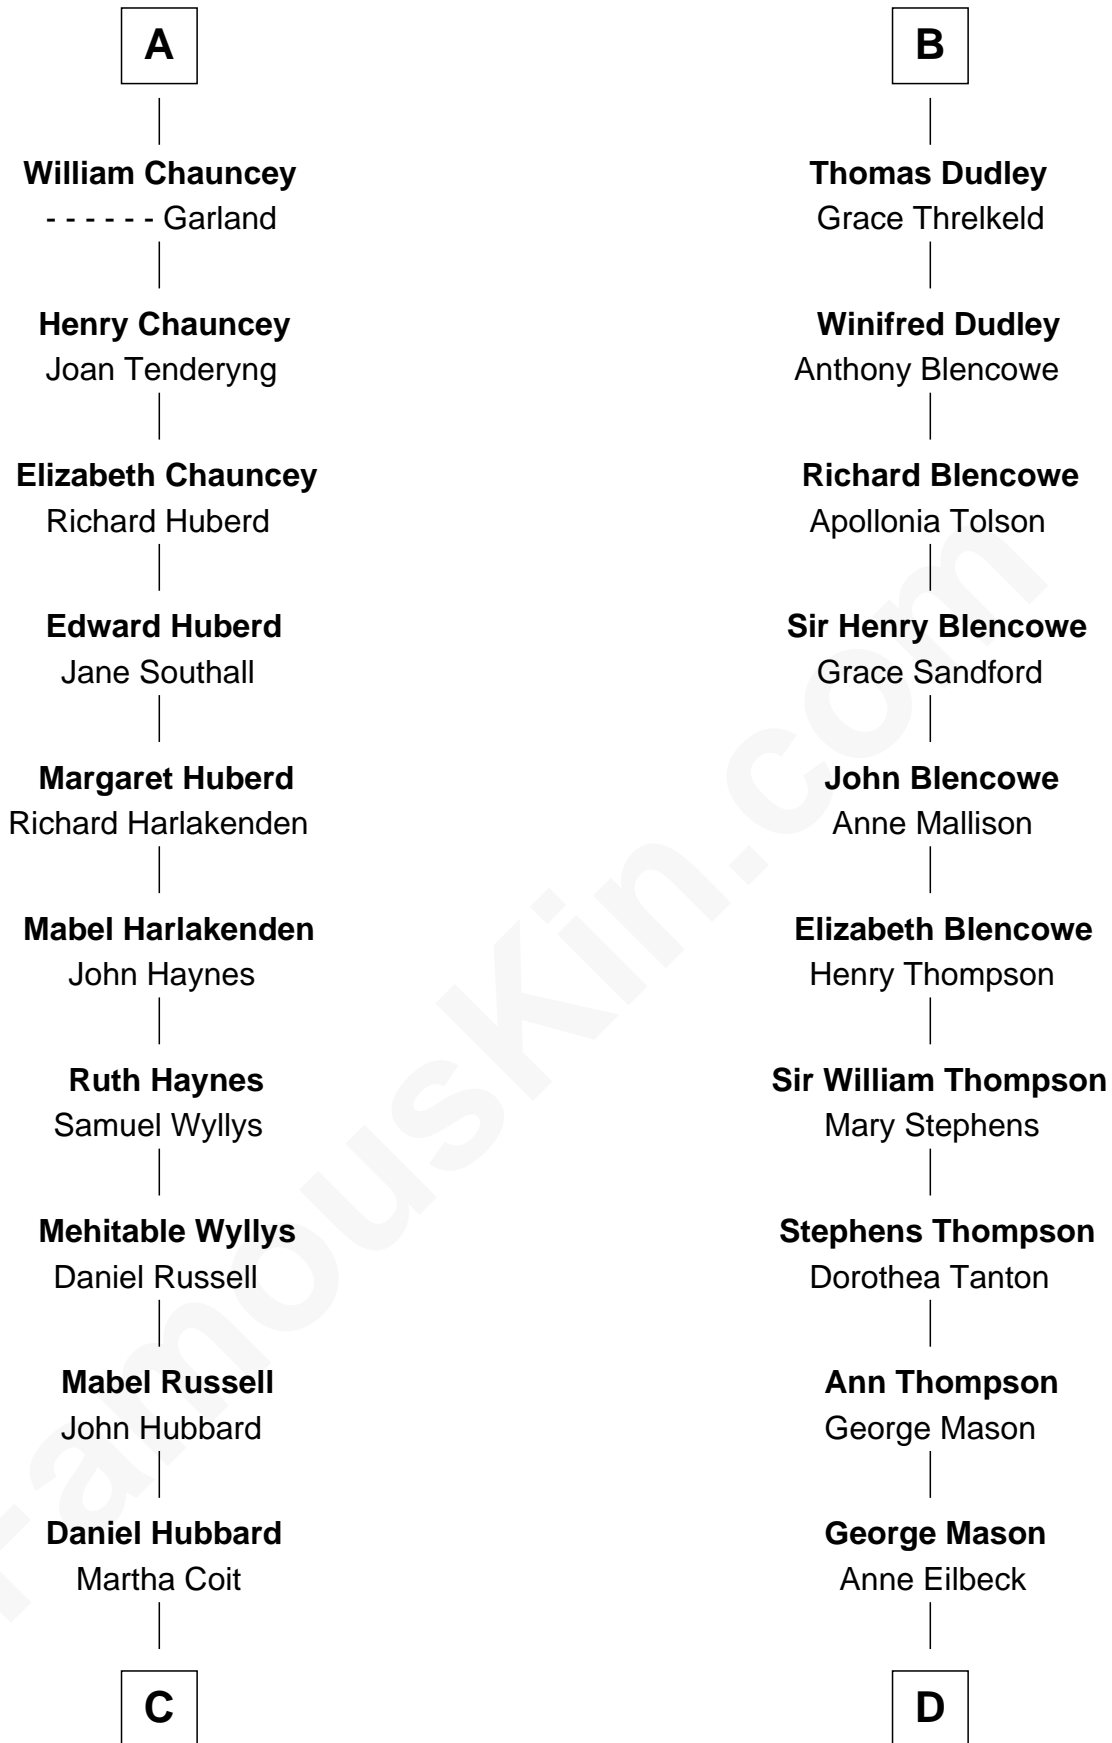 A
William Chauncey
- - - - - - Garland
Henry Chauncey
Joan Tenderyng
Elizabeth Chauncey
Richard Huberd
Edward Huberd
Jane Southall
Margaret Huberd
Richard Harlakenden
Mabel Harlakenden
John Haynes
Ruth Haynes
Samuel Wyllys
Mehitable Wyllys
Daniel Russell
Mabel Russell
John Hubbard
Daniel Hubbard
Martha Coit
C
B
Thomas Dudley
Grace Threlkeld
Winifred Dudley
Anthony Blencowe
Richard Blencowe
Apollonia Tolson
Sir Henry Blencowe
Grace Sandford
John Blencowe
Anne Mallison
Elizabeth Blencowe
Henry Thompson
Sir William Thompson
Mary Stephens
Stephens Thompson
Dorothea Tanton
Ann Thompson
George Mason
George Mason
Anne Eilbeck
D
FamousKin.com